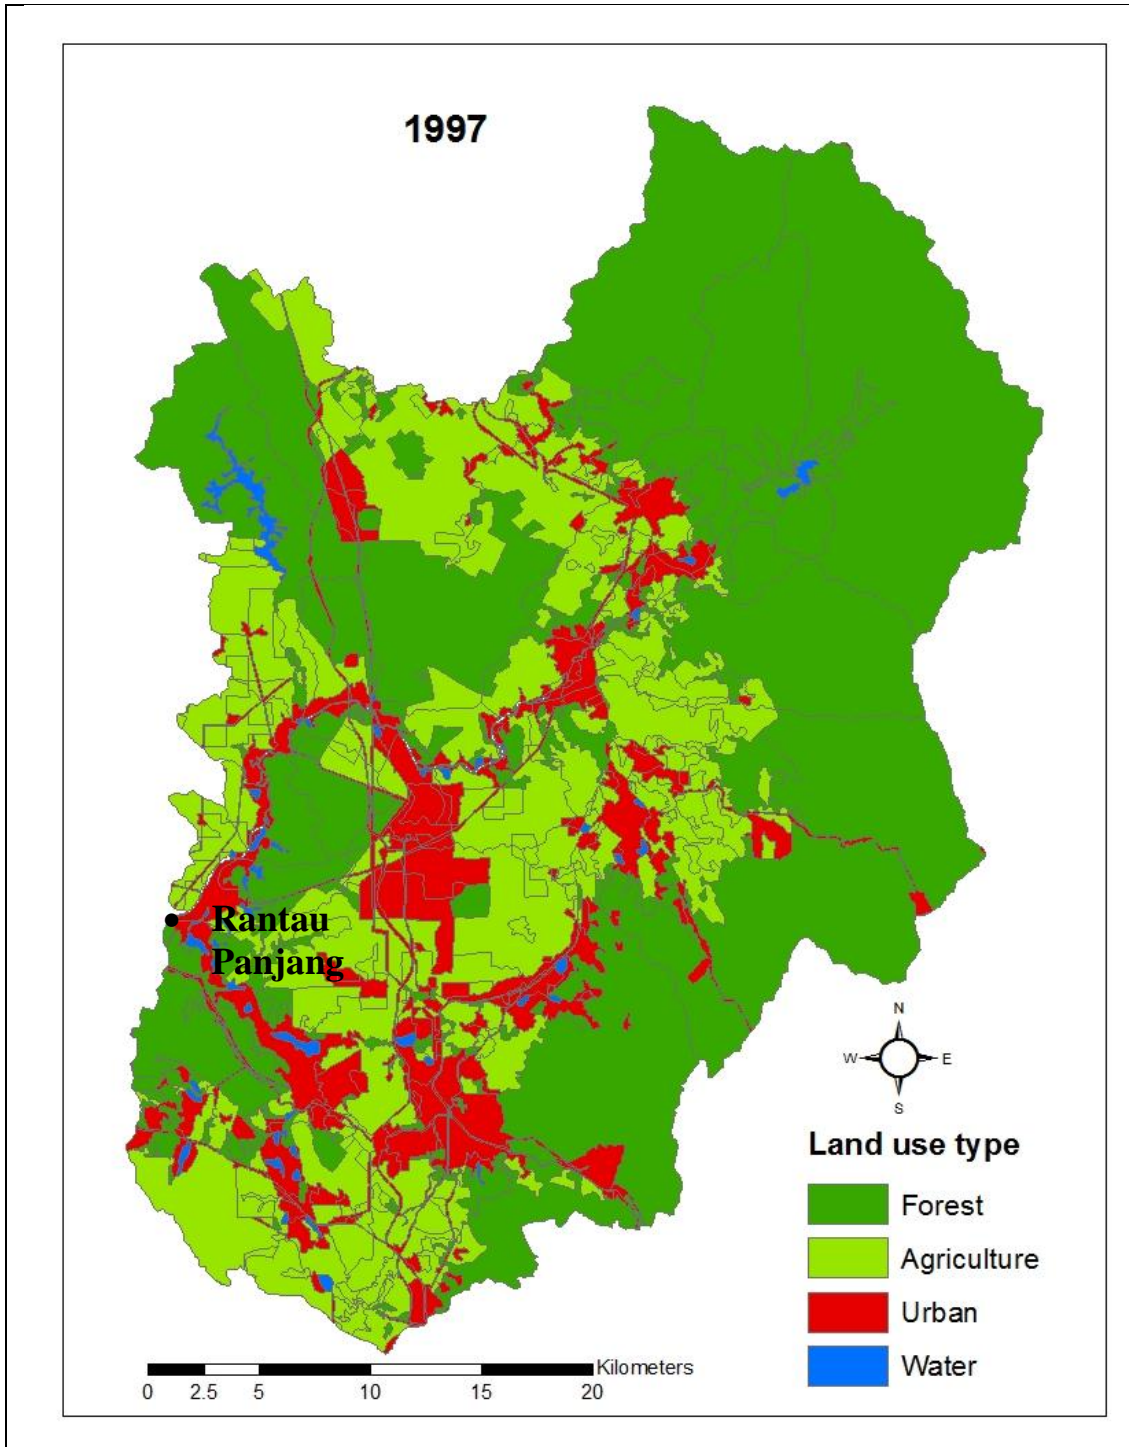 1997
Rantau
Panjang
N
W
E
S
Land use type
Forest
Agriculture
Urban
Water
Kilometers
0 2.5 5 10 15 20